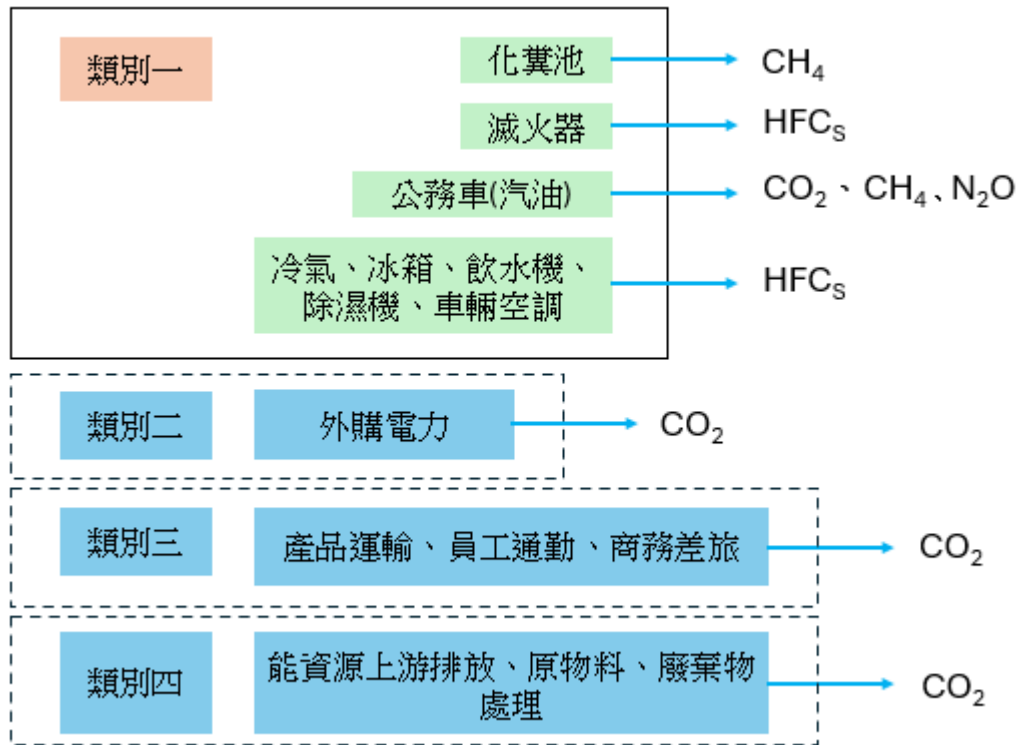 類別一
化糞池
CH₄
滅火器
HFCₛ
公務車(汽油)
CO₂、CH₄、N₂O
冷氣、冰箱、飲水機、
除濕機、車輛空調
HFCₛ
類別二
外購電力
CO₂
類別三
產品運輸、員工通勤、商務差旅
CO₂
類別四
能資源上游排放、原物料、廢棄物
處理
CO₂